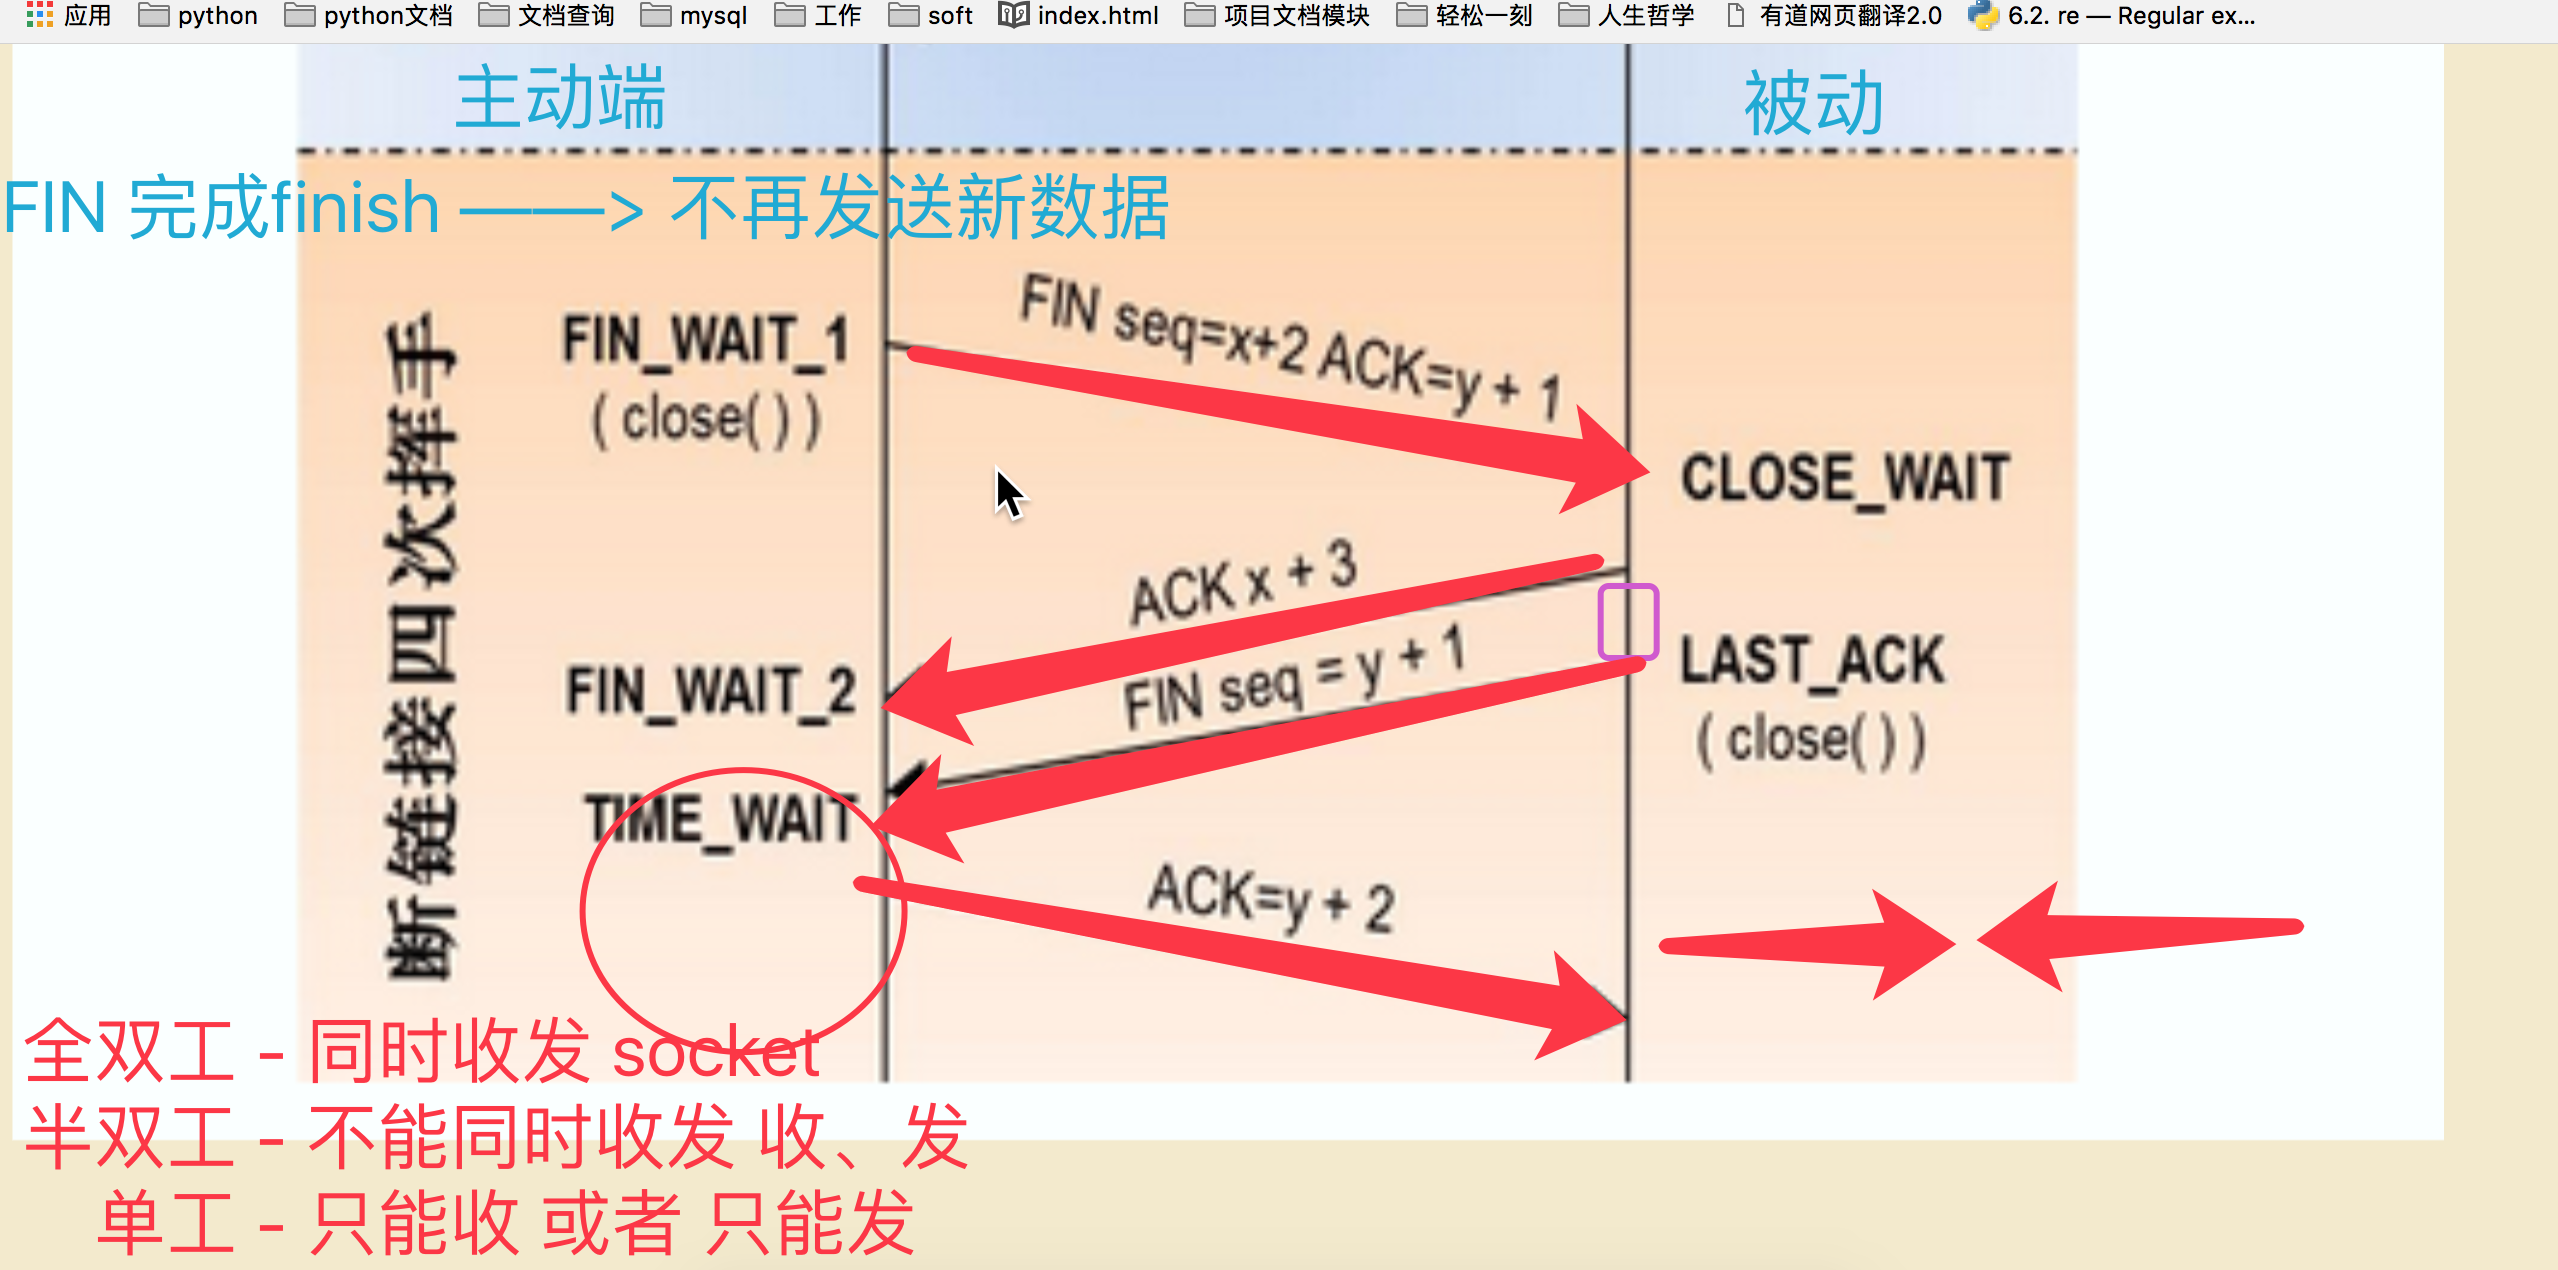 应用 python python文档 文档查询 mysql 工作 soft index.html 项目文档模块 轻松一刻 人生哲学 有道网页翻译2.0 6.2. re — Regular ex...
主动端 被动
FIN 完成finish ——> 不再发送新数据
断链接四次挥手
FIN seq=x+2 ACK=y + 1
FIN_WAIT_1
( close( ) )
CLOSE_WAIT
ACK x + 3
FIN seq = y + 1
FIN_WAIT_2
LAST_ACK
( close( ) )
TIME_WAIT
ACK=y + 2
全双工 - 同时收发 socket
半双工 - 不能同时收发 收、发
单工 - 只能收 或者 只能发